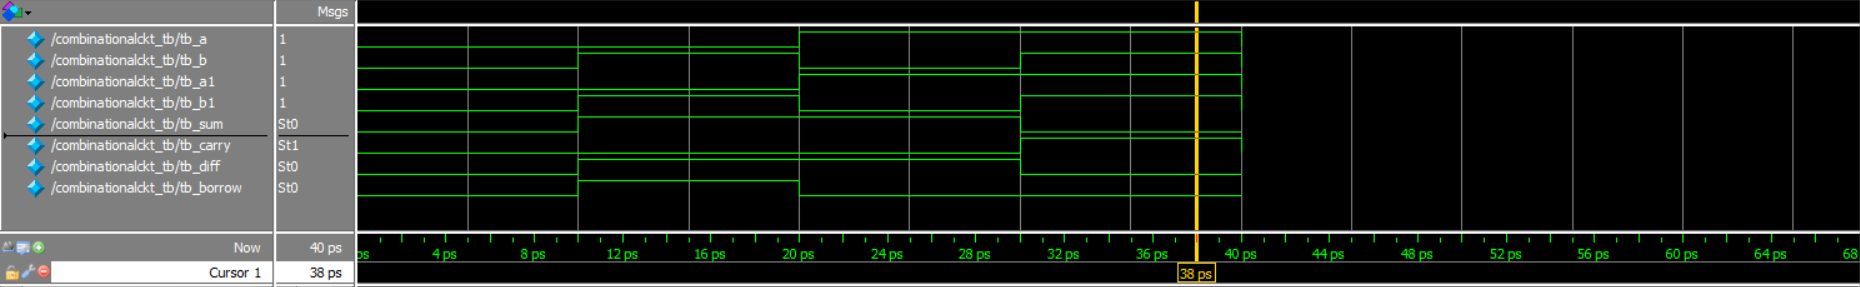 Msgs
/combinationalckt_tb/tb_a 1
/combinationalckt_tb/tb_b 1
/combinationalckt_tb/tb_a1 1
/combinationalckt_tb/tb_b1 1
/combinationalckt_tb/tb_sum St0
/combinationalckt_tb/tb_carry St1
/combinationalckt_tb/tb_diff St0
/combinationalckt_tb/tb_borrow St0
Now 40 ps ps 4 ps 8 ps 12 ps 16 ps 20 ps 24 ps 28 ps 32 ps 36 ps 40 ps 44 ps 48 ps 52 ps 56 ps 60 ps 64 ps 68
Cursor 1 38 ps 38 ps